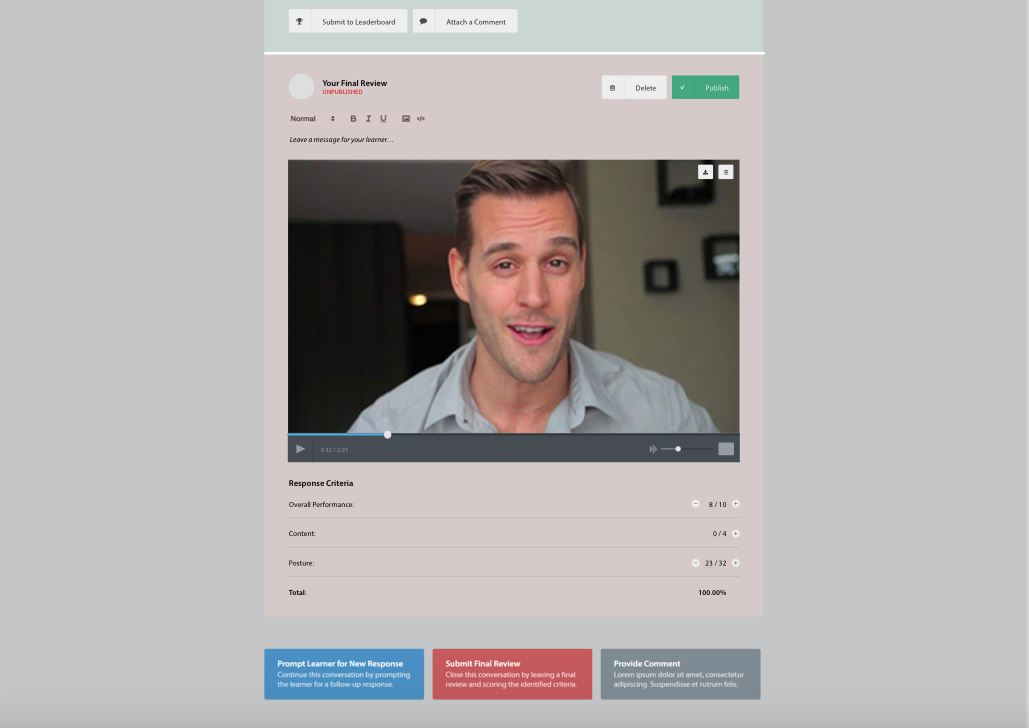 Submit to Leaderboard
Attach a Comment
Your Final Review
UNPUBLISHED
Delete
Publish
Normal
B I U </>
Leave a message for your learner...
0:32 / 2:21
Response Criteria
Overall Performance:
− 8 / 10 +
Content:
0 / 4 +
Posture:
− 23 / 32 +
Total:
100.00%
Prompt Learner for New Response
Continue this conversation by prompting
the learner for a follow-up response.
Submit Final Review
Close this conversation by leaving a final
review and scoring the identified criteria.
Provide Comment
Lorem ipsum dolor sit amet, consectetur
adipiscing. Suspendisse et rutrum felis.